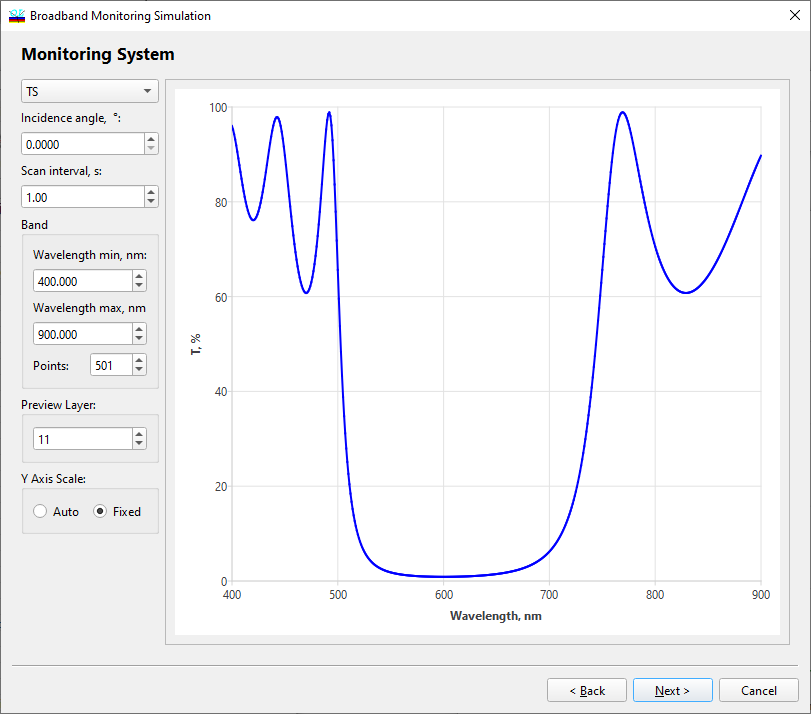 Broadband Monitoring Simulation
Monitoring System
TS
Incidence angle, °:
0.0000
Scan interval, s:
1.00
Band
Wavelength min, nm:
400.000
Wavelength max, nm
900.000
Points:
501
Preview Layer:
11
Y Axis Scale:
Auto
Fixed
100
80
60
40
20
0
T, %
400
500
600
700
800
900
Wavelength, nm
< Back
Next >
Cancel